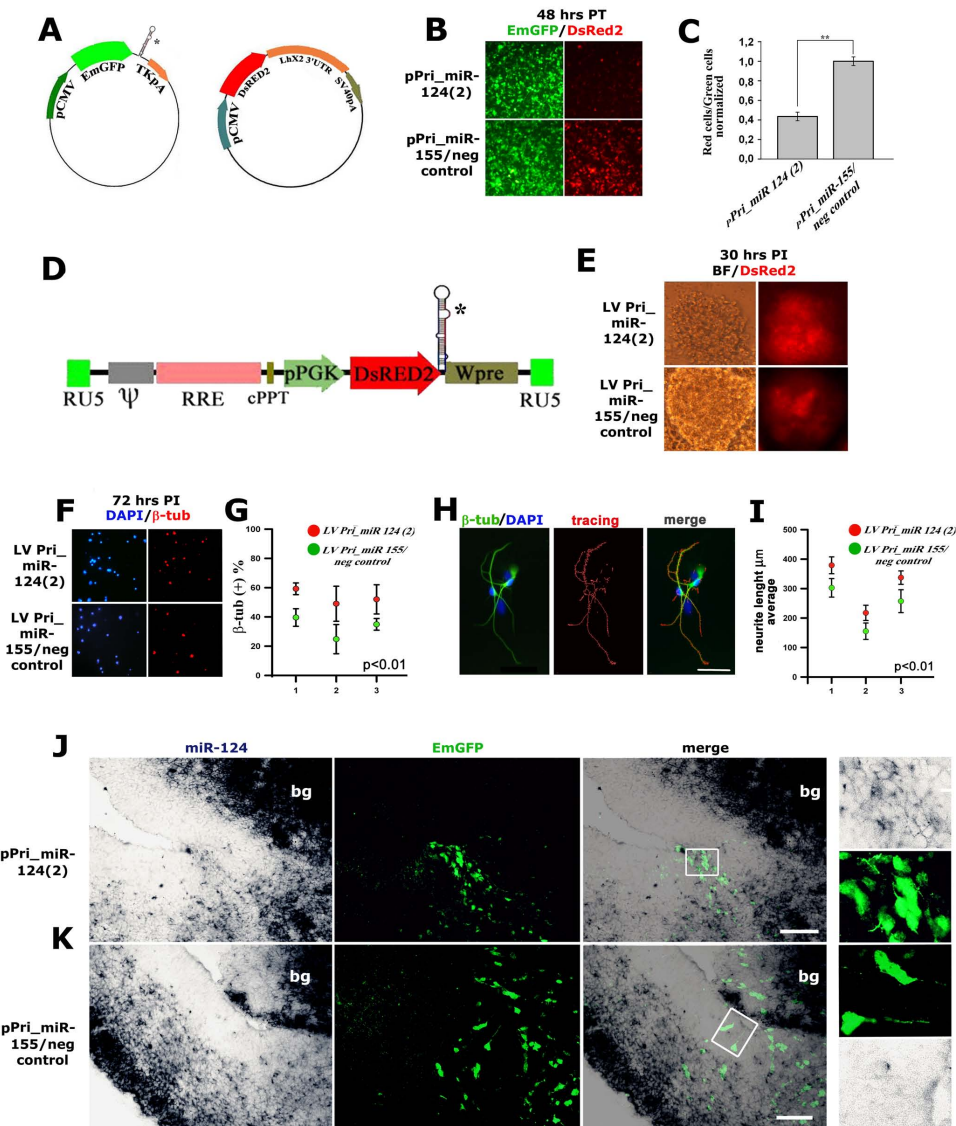 A
pCMV
EmGFP
*
TKpA
pCMV
DsRED2
LhX2 3'UTR
SV40pA
B
48 hrs PT
EmGFP/DsRed2
pPri_miR-
124(2)
pPri_miR-
155/neg
control
C
Red cells/Green cells
normalized
1,2
1,0
0,8
0,6
0,4
0,2
0,0
**
pPri_miR 124 (2)
pPri_miR-155/
neg control
D
*
RU5
Ψ
RRE
cPPT
pPGK
DsRED2
Wpre
RU5
E
30 hrs PI
BF/DsRed2
LV Pri_
miR-
124(2)
LV Pri_
miR-
155/neg
control
F
72 hrs PI
DAPI/β-tub
LV Pri_
miR-
124(2)
LV Pri_
miR-
155/neg
control
G
β-tub (+) %
100
80
60
40
20
0
LV Pri_miR 124 (2)
LV Pri_miR 155/
neg control
p<0.01
1 2 3
H
β-tub/DAPI
tracing
merge
I
neurite lenght µm
average
500
400
300
200
100
0
LV Pri_miR 124 (2)
LV Pri_miR 155/
neg control
p<0.01
1 2 3
J
miR-124
EmGFP
merge
pPri_miR-
124(2)
bg
bg
K
pPri_miR-
155/neg
control
bg
bg